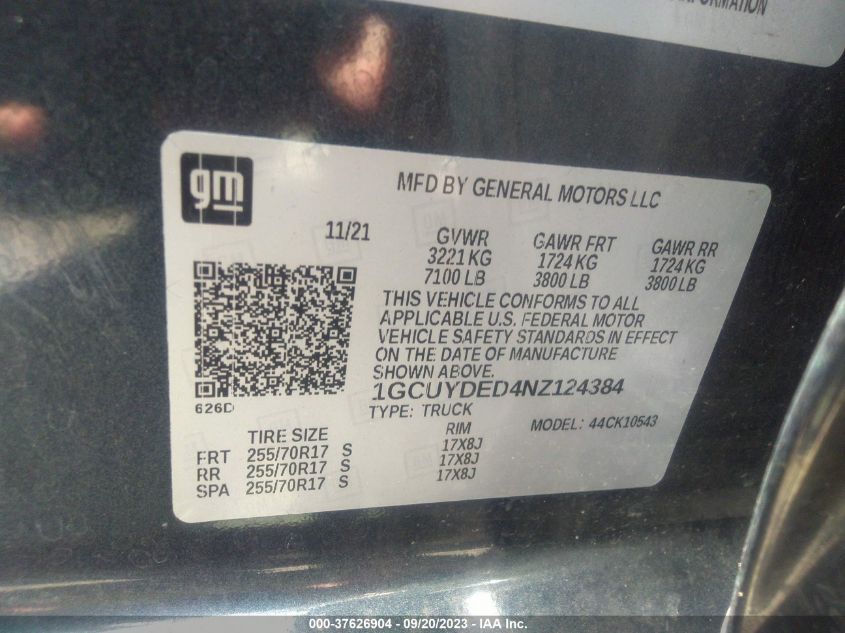 gm
MFD BY GENERAL MOTORS LLC
11/21
GVWR GAWR FRT GAWR RR
3221 KG 1724 KG 1724 KG
7100 LB 3800 LB 3800 LB
THIS VEHICLE CONFORMS TO ALL
APPLICABLE U.S. FEDERAL MOTOR
VEHICLE SAFETY STANDARDS IN EFFECT
ON THE DATE OF MANUFACTURE
SHOWN ABOVE.
1GCUYDED4NZ124384
626D
TYPE: TRUCK
MODEL: 44CK10543
TIRE SIZE RIM
FRT 255/70R17 S 17X8J
RR 255/70R17 S 17X8J
SPA 255/70R17 S 17X8J
000-37626904 - 09/20/2023 - IAA Inc.